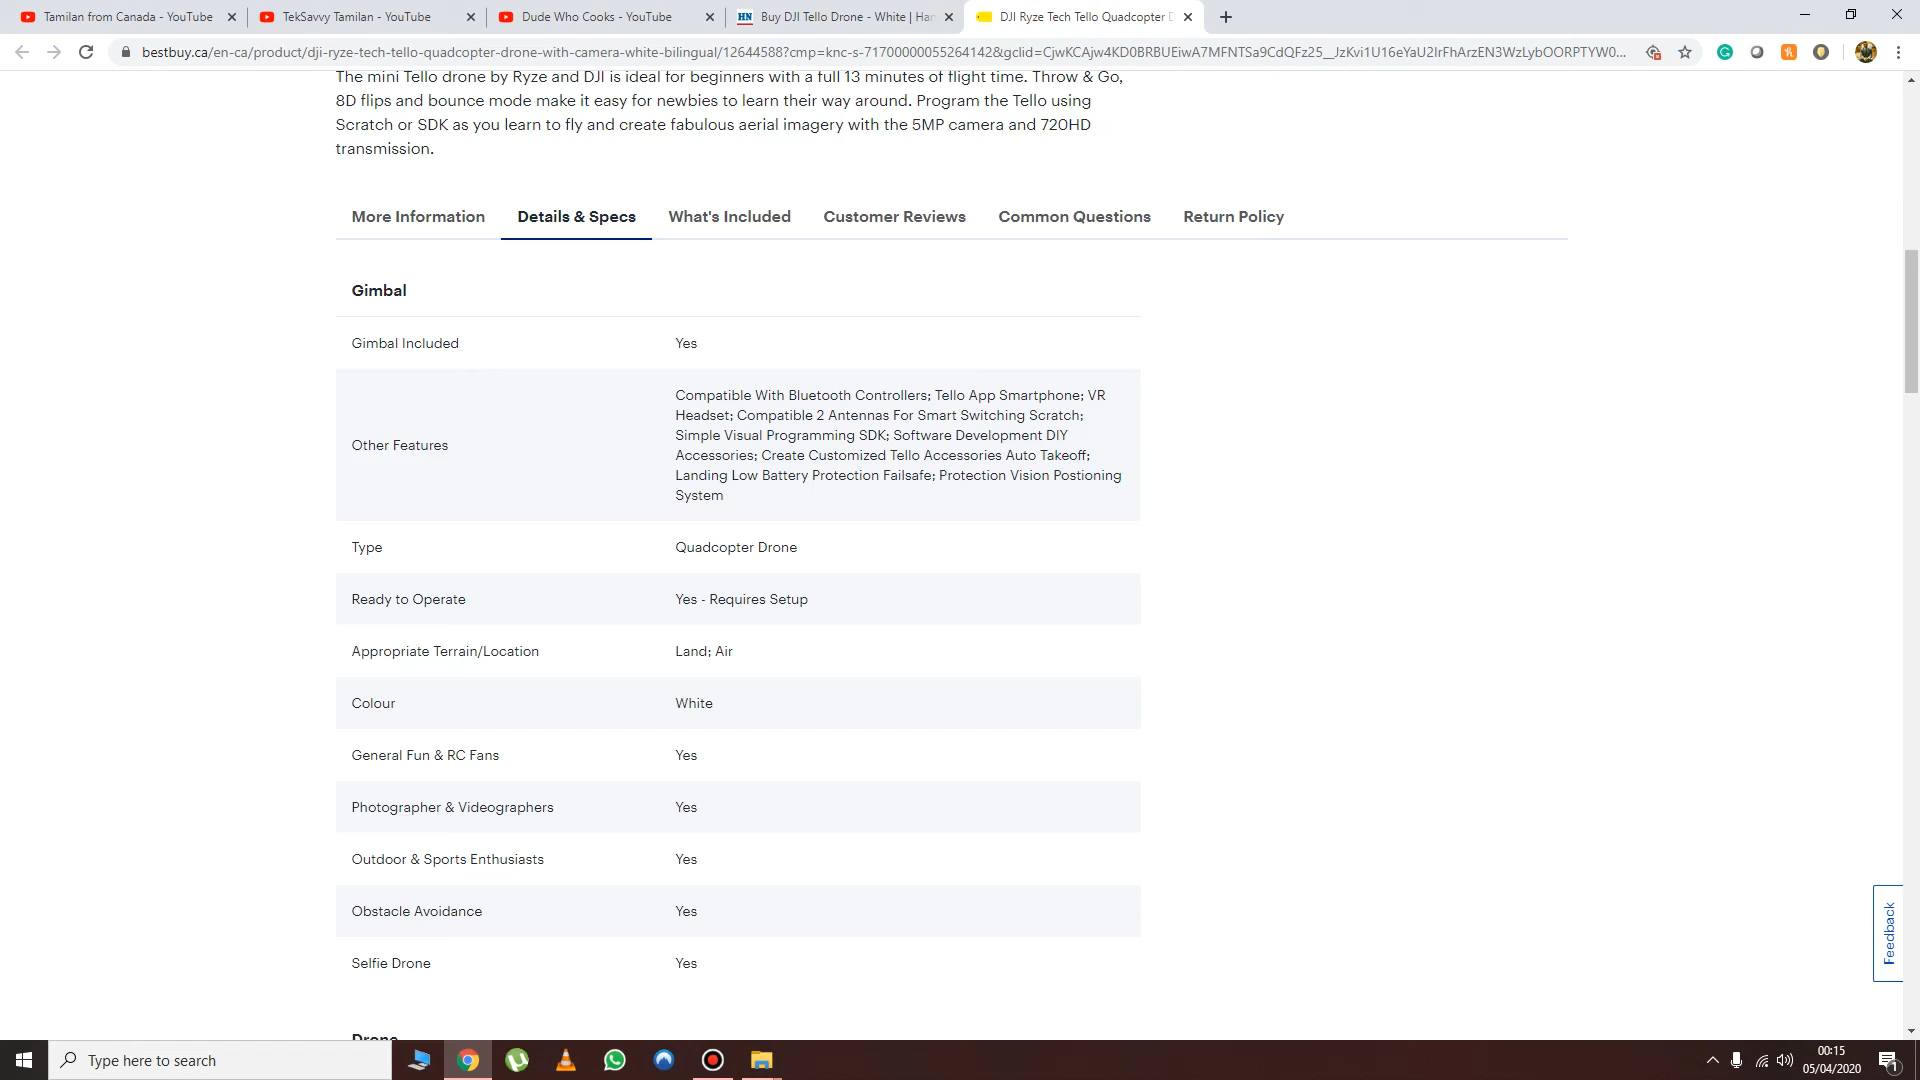 Tamilan from Canada - YouTube
TekSavvy Tamilan - YouTube
Dude Who Cooks - YouTube
HN Buy DJI Tello Drone - White | Har
DJI Ryze Tech Tello Quadcopter D
bestbuy.ca/en-ca/product/dji-ryze-tech-tello-quadcopter-drone-with-camera-white-bilingual/12644588?cmp=knc-s-71700000055264142&gclid=CjwKCAjw4KD0BRBUEiwA7MFNTSa9CdQFz25__JzKvi1U16eYaU2IrFhArzEN3WzLybOORPTYW0...
The mini Tello drone by Ryze and DJI is ideal for beginners with a full 13 minutes of flight time. Throw & Go,
8D flips and bounce mode make it easy for newbies to learn their way around. Program the Tello using
Scratch or SDK as you learn to fly and create fabulous aerial imagery with the 5MP camera and 720HD
transmission.
More Information
Details & Specs
What's Included
Customer Reviews
Common Questions
Return Policy
Gimbal
Gimbal Included
Yes
Other Features
Compatible With Bluetooth Controllers; Tello App Smartphone; VR
Headset; Compatible 2 Antennas For Smart Switching Scratch;
Simple Visual Programming SDK; Software Development DIY
Accessories; Create Customized Tello Accessories Auto Takeoff;
Landing Low Battery Protection Failsafe; Protection Vision Postioning
System
Type
Quadcopter Drone
Ready to Operate
Yes - Requires Setup
Appropriate Terrain/Location
Land; Air
Colour
White
General Fun & RC Fans
Yes
Photographer & Videographers
Yes
Outdoor & Sports Enthusiasts
Yes
Obstacle Avoidance
Yes
Selfie Drone
Yes
Drone
Feedback
Type here to search
00:15
05/04/2020
1